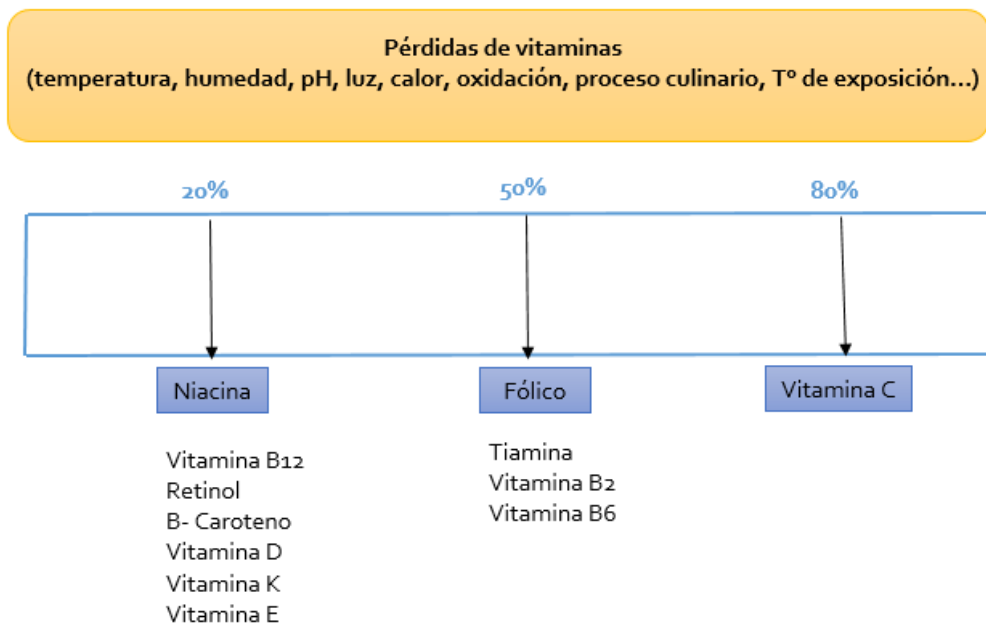 Pérdidas de vitaminas
(temperatura, humedad, pH, luz, calor, oxidación, proceso culinario, Tº de exposición...)
20% 50% 80%
Niacina Fólico Vitamina C
Vitamina B12
Retinol
B- Caroteno
Vitamina D
Vitamina K
Vitamina E
Tiamina
Vitamina B2
Vitamina B6